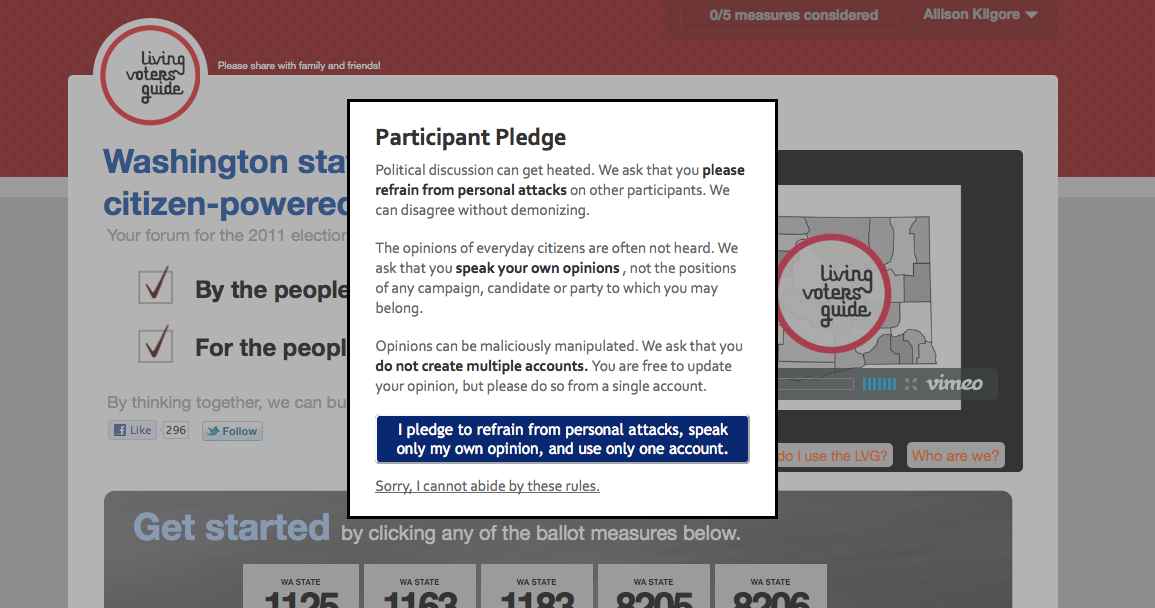 0/5 measures considered
Allison Kilgore
living
voters
guide
Please share with family and friends!
Washington sta
citizen-powered
Your forum for the 2011 election
By the people
For the peopl
By thinking together, we can bu
Like
296
Follow
Participant Pledge
Political discussion can get heated. We ask that you please
refrain from personal attacks on other participants. We
can disagree without demonizing.
The opinions of everyday citizens are often not heard. We
ask that you speak your own opinions , not the positions
of any campaign, candidate or party to which you may
belong.
Opinions can be maliciously manipulated. We ask that you
do not create multiple accounts. You are free to update
your opinion, but please do so from a single account.
I pledge to refrain from personal attacks, speak
only my own opinion, and use only one account.
Sorry, I cannot abide by these rules.
living
voters
guide
vimeo
do I use the LVG?
Who are we?
Get started by clicking any of the ballot measures below.
WA STATE WA STATE WA STATE WA STATE WA STATE
1125 1163 1183 8205 8206